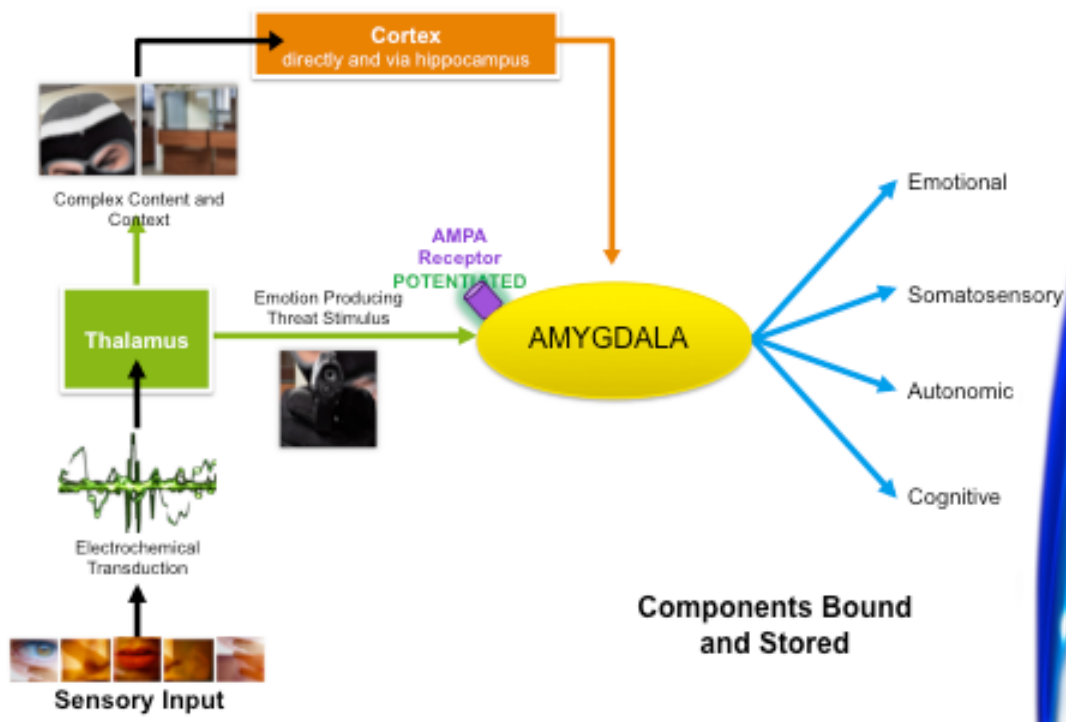 Cortex
directly and via hippocampus
Complex Content and
Context
AMPA
Receptor
POTENTIATED
Emotion Producing
Threat Stimulus
Thalamus
AMYGDALA
Emotional
Somatosensory
Autonomic
Cognitive
Electrochemical
Transduction
Components Bound
and Stored
Sensory Input